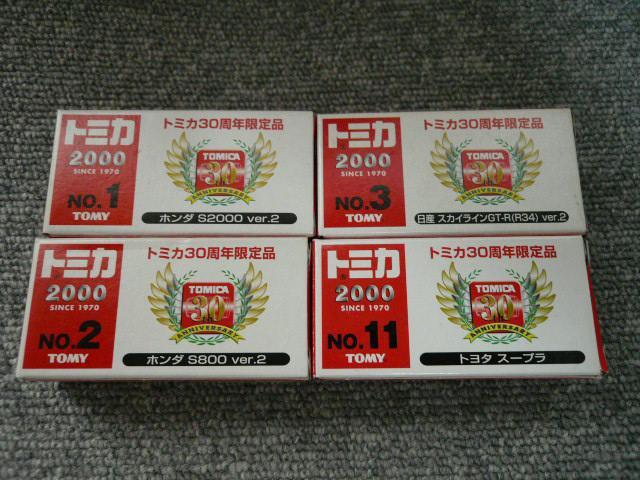 トミカ
2000
SINCE 1970
NO.1
TOMY
トミカ30周年限定品
TOMICA
30
ANNIVERSARY
ホンダ S2000 ver.2
トミカ
2000
SINCE 1970
NO.3
TOMY
トミカ30周年限定品
TOMICA
30
ANNIVERSARY
日産 スカイラインGT-R(R34) ver.2
トミカ
2000
SINCE 1970
NO.2
TOMY
トミカ30周年限定品
TOMICA
30
ANNIVERSARY
ホンダ S800 ver.2
トミカ
2000
SINCE 1970
NO.11
TOMY
トミカ30周年限定品
TOMICA
30
ANNIVERSARY
トヨタ スープラ